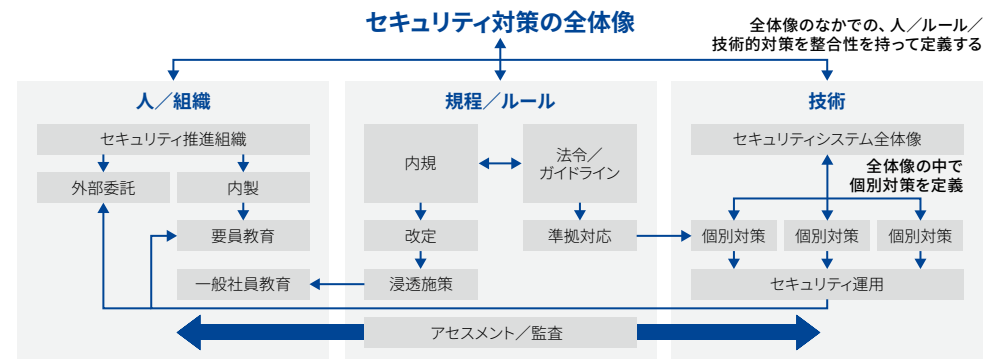 セキュリティ対策の全体像
全体像のなかでの、人／ルール／
技術的対策を整合性を持って定義する
人／組織
セキュリティ推進組織
外部委託
内製
要員教育
一般社員教育
規程／ルール
内規
法令／
ガイドライン
改定
準拠対応
浸透施策
技術
セキュリティシステム全体像
全体像の中で
個別対策を定義
個別対策
個別対策
個別対策
セキュリティ運用
アセスメント／監査